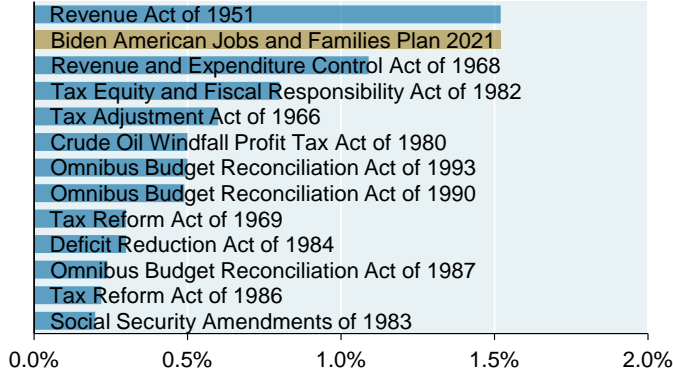 Revenue Act of 1951
Biden American Jobs and Families Plan 2021
Revenue and Expenditure Control Act of 1968
Tax Equity and Fiscal Responsibility Act of 1982
Tax Adjustment Act of 1966
Crude Oil Windfall Profit Tax Act of 1980
Omnibus Budget Reconciliation Act of 1993
Omnibus Budget Reconciliation Act of 1990
Tax Reform Act of 1969
Deficit Reduction Act of 1984
Omnibus Budget Reconciliation Act of 1987
Tax Reform Act of 1986
Social Security Amendments of 1983
0.0% 0.5% 1.0% 1.5% 2.0%